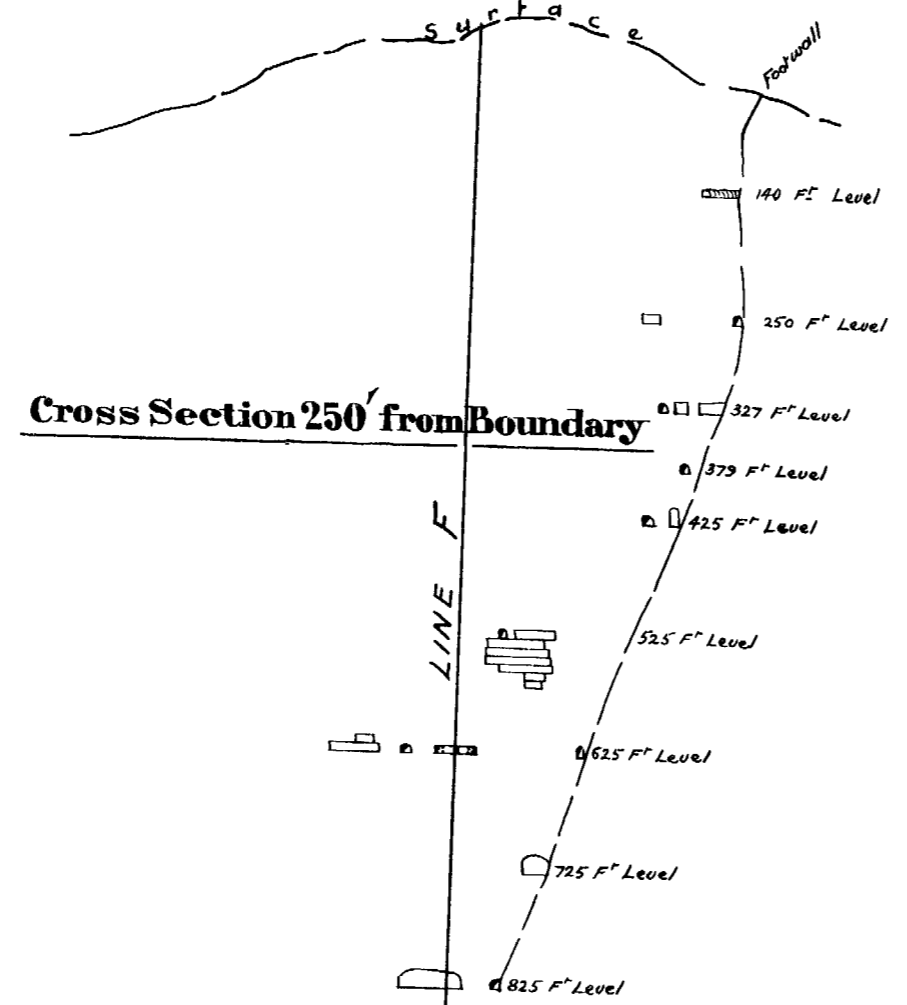 Surface
Footwall
140 Ft Level
250 Ft Level
Cross Section 250' from Boundary
327 Ft Level
379 Ft Level
425 Ft Level
LINE F
525 Ft Level
625 Ft Level
725 Ft Level
825 Ft Level